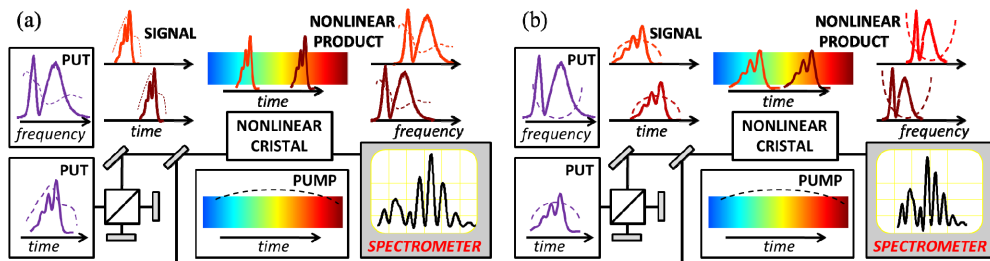 (a)
SIGNAL
NONLINEAR
PRODUCT
PUT
frequency
time
time
frequency
NONLINEAR
CRISTAL
PUT
time
PUMP
time
SPECTROMETER
(b)
SIGNAL
NONLINEAR
PRODUCT
PUT
frequency
time
time
frequency
NONLINEAR
CRISTAL
PUT
time
PUMP
time
SPECTROMETER